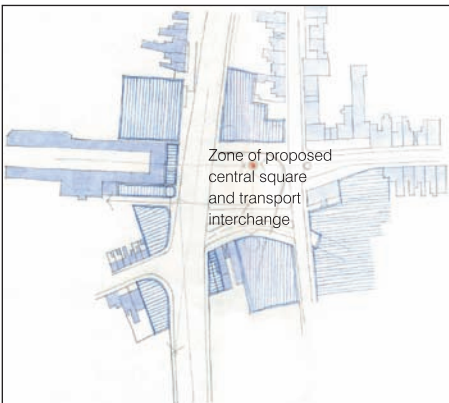 Zone of proposed
central square
and transport
interchange